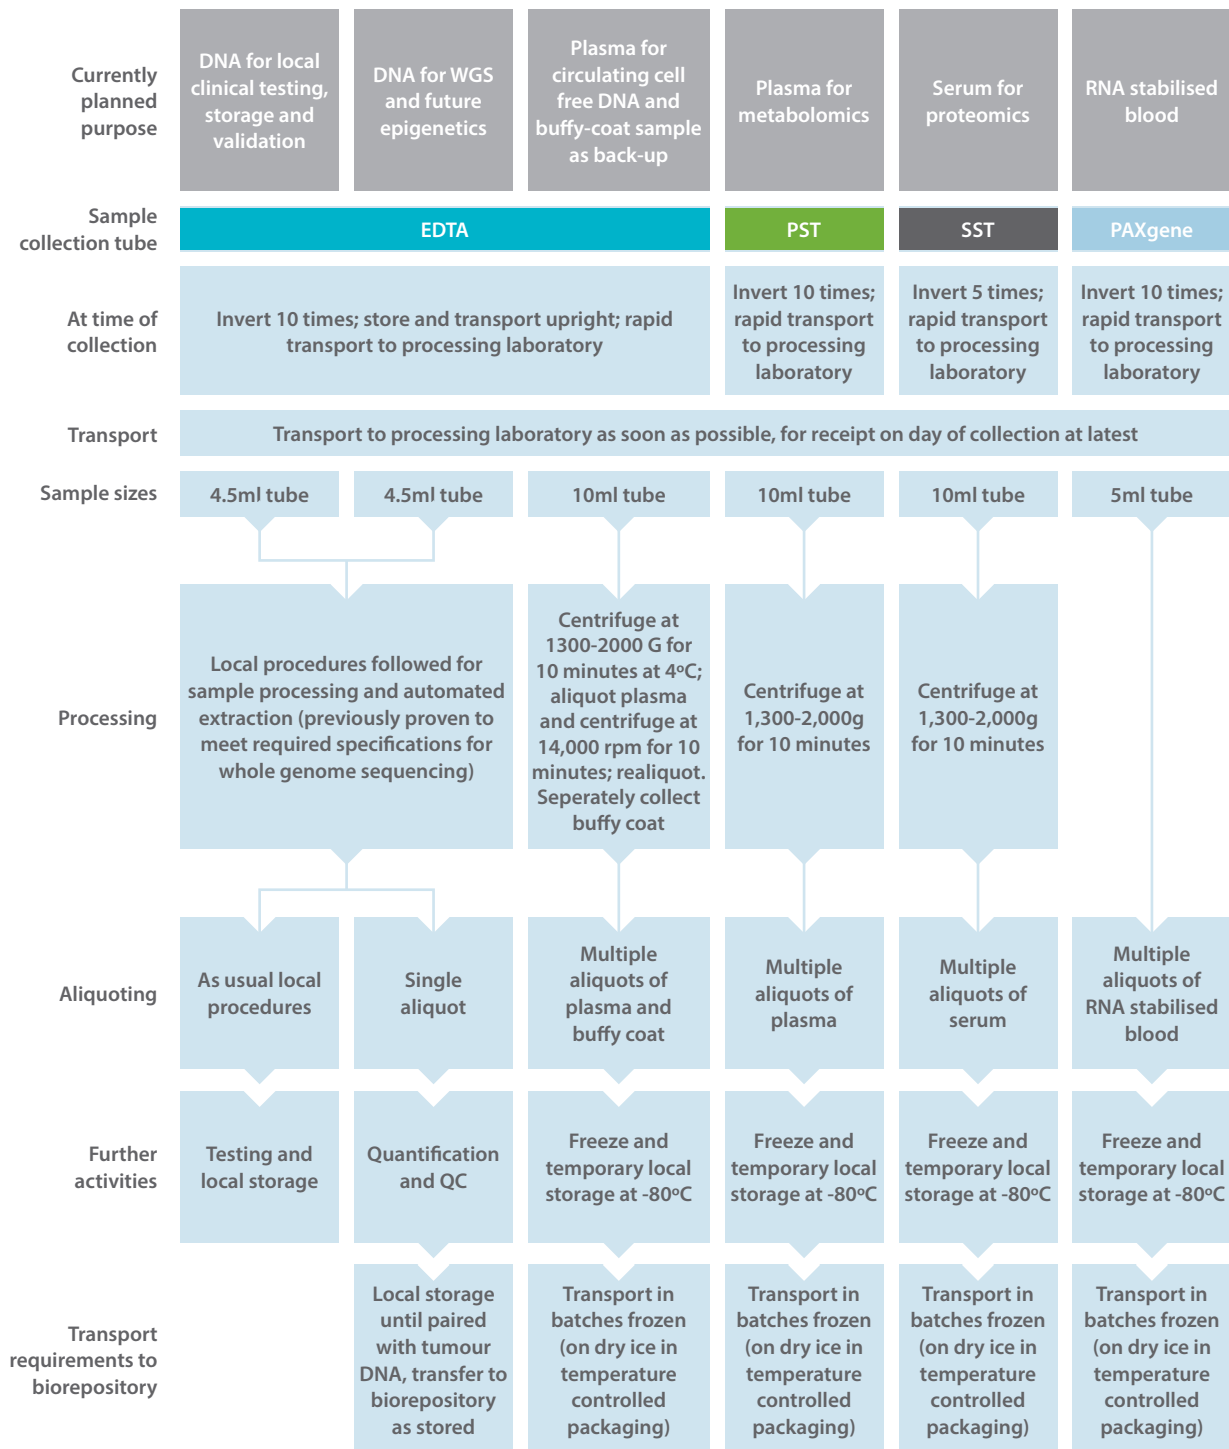 Currently
planned
purpose
DNA for local
clinical testing,
storage and
validation
DNA for WGS
and future
epigenetics
Plasma for
circulating cell
free DNA and
buffy-coat sample
as back-up
Plasma for
metabolomics
Serum for
proteomics
RNA stabilised
blood
Sample
collection tube
EDTA
PST
SST
PAXgene
At time of
collection
Invert 10 times; store and transport upright; rapid
transport to processing laboratory
Invert 10 times;
rapid transport
to processing
laboratory
Invert 5 times;
rapid transport
to processing
laboratory
Invert 10 times;
rapid transport
to processing
laboratory
Transport
Transport to processing laboratory as soon as possible, for receipt on day of collection at latest
Sample sizes
4.5ml tube
4.5ml tube
10ml tube
10ml tube
10ml tube
5ml tube
Processing
Local procedures followed for
sample processing and automated
extraction (previously proven to
meet required specifications for
whole genome sequencing)
Centrifuge at
1300-2000 G for
10 minutes at 4ºC;
aliquot plasma
and centrifuge at
14,000 rpm for 10
minutes; realiquot.
Seperately collect
buffy coat
Centrifuge at
1,300-2,000g
for 10 minutes
Centrifuge at
1,300-2,000g
for 10 minutes
Aliquoting
As usual local
procedures
Single
aliquot
Multiple
aliquots of
plasma and
buffy coat
Multiple
aliquots of
plasma
Multiple
aliquots of
serum
Multiple
aliquots of
RNA stabilised
blood
Further
activities
Testing and
local storage
Quantification
and QC
Freeze and
temporary local
storage at -80ºC
Freeze and
temporary local
storage at -80ºC
Freeze and
temporary local
storage at -80ºC
Freeze and
temporary local
storage at -80ºC
Transport
requirements to
biorepository
Local storage
until paired
with tumour
DNA, transfer to
biorepository
as stored
Transport in
batches frozen
(on dry ice in
temperature
controlled
packaging)
Transport in
batches frozen
(on dry ice in
temperature
controlled
packaging)
Transport in
batches frozen
(on dry ice in
temperature
controlled
packaging)
Transport in
batches frozen
(on dry ice in
temperature
controlled
packaging)